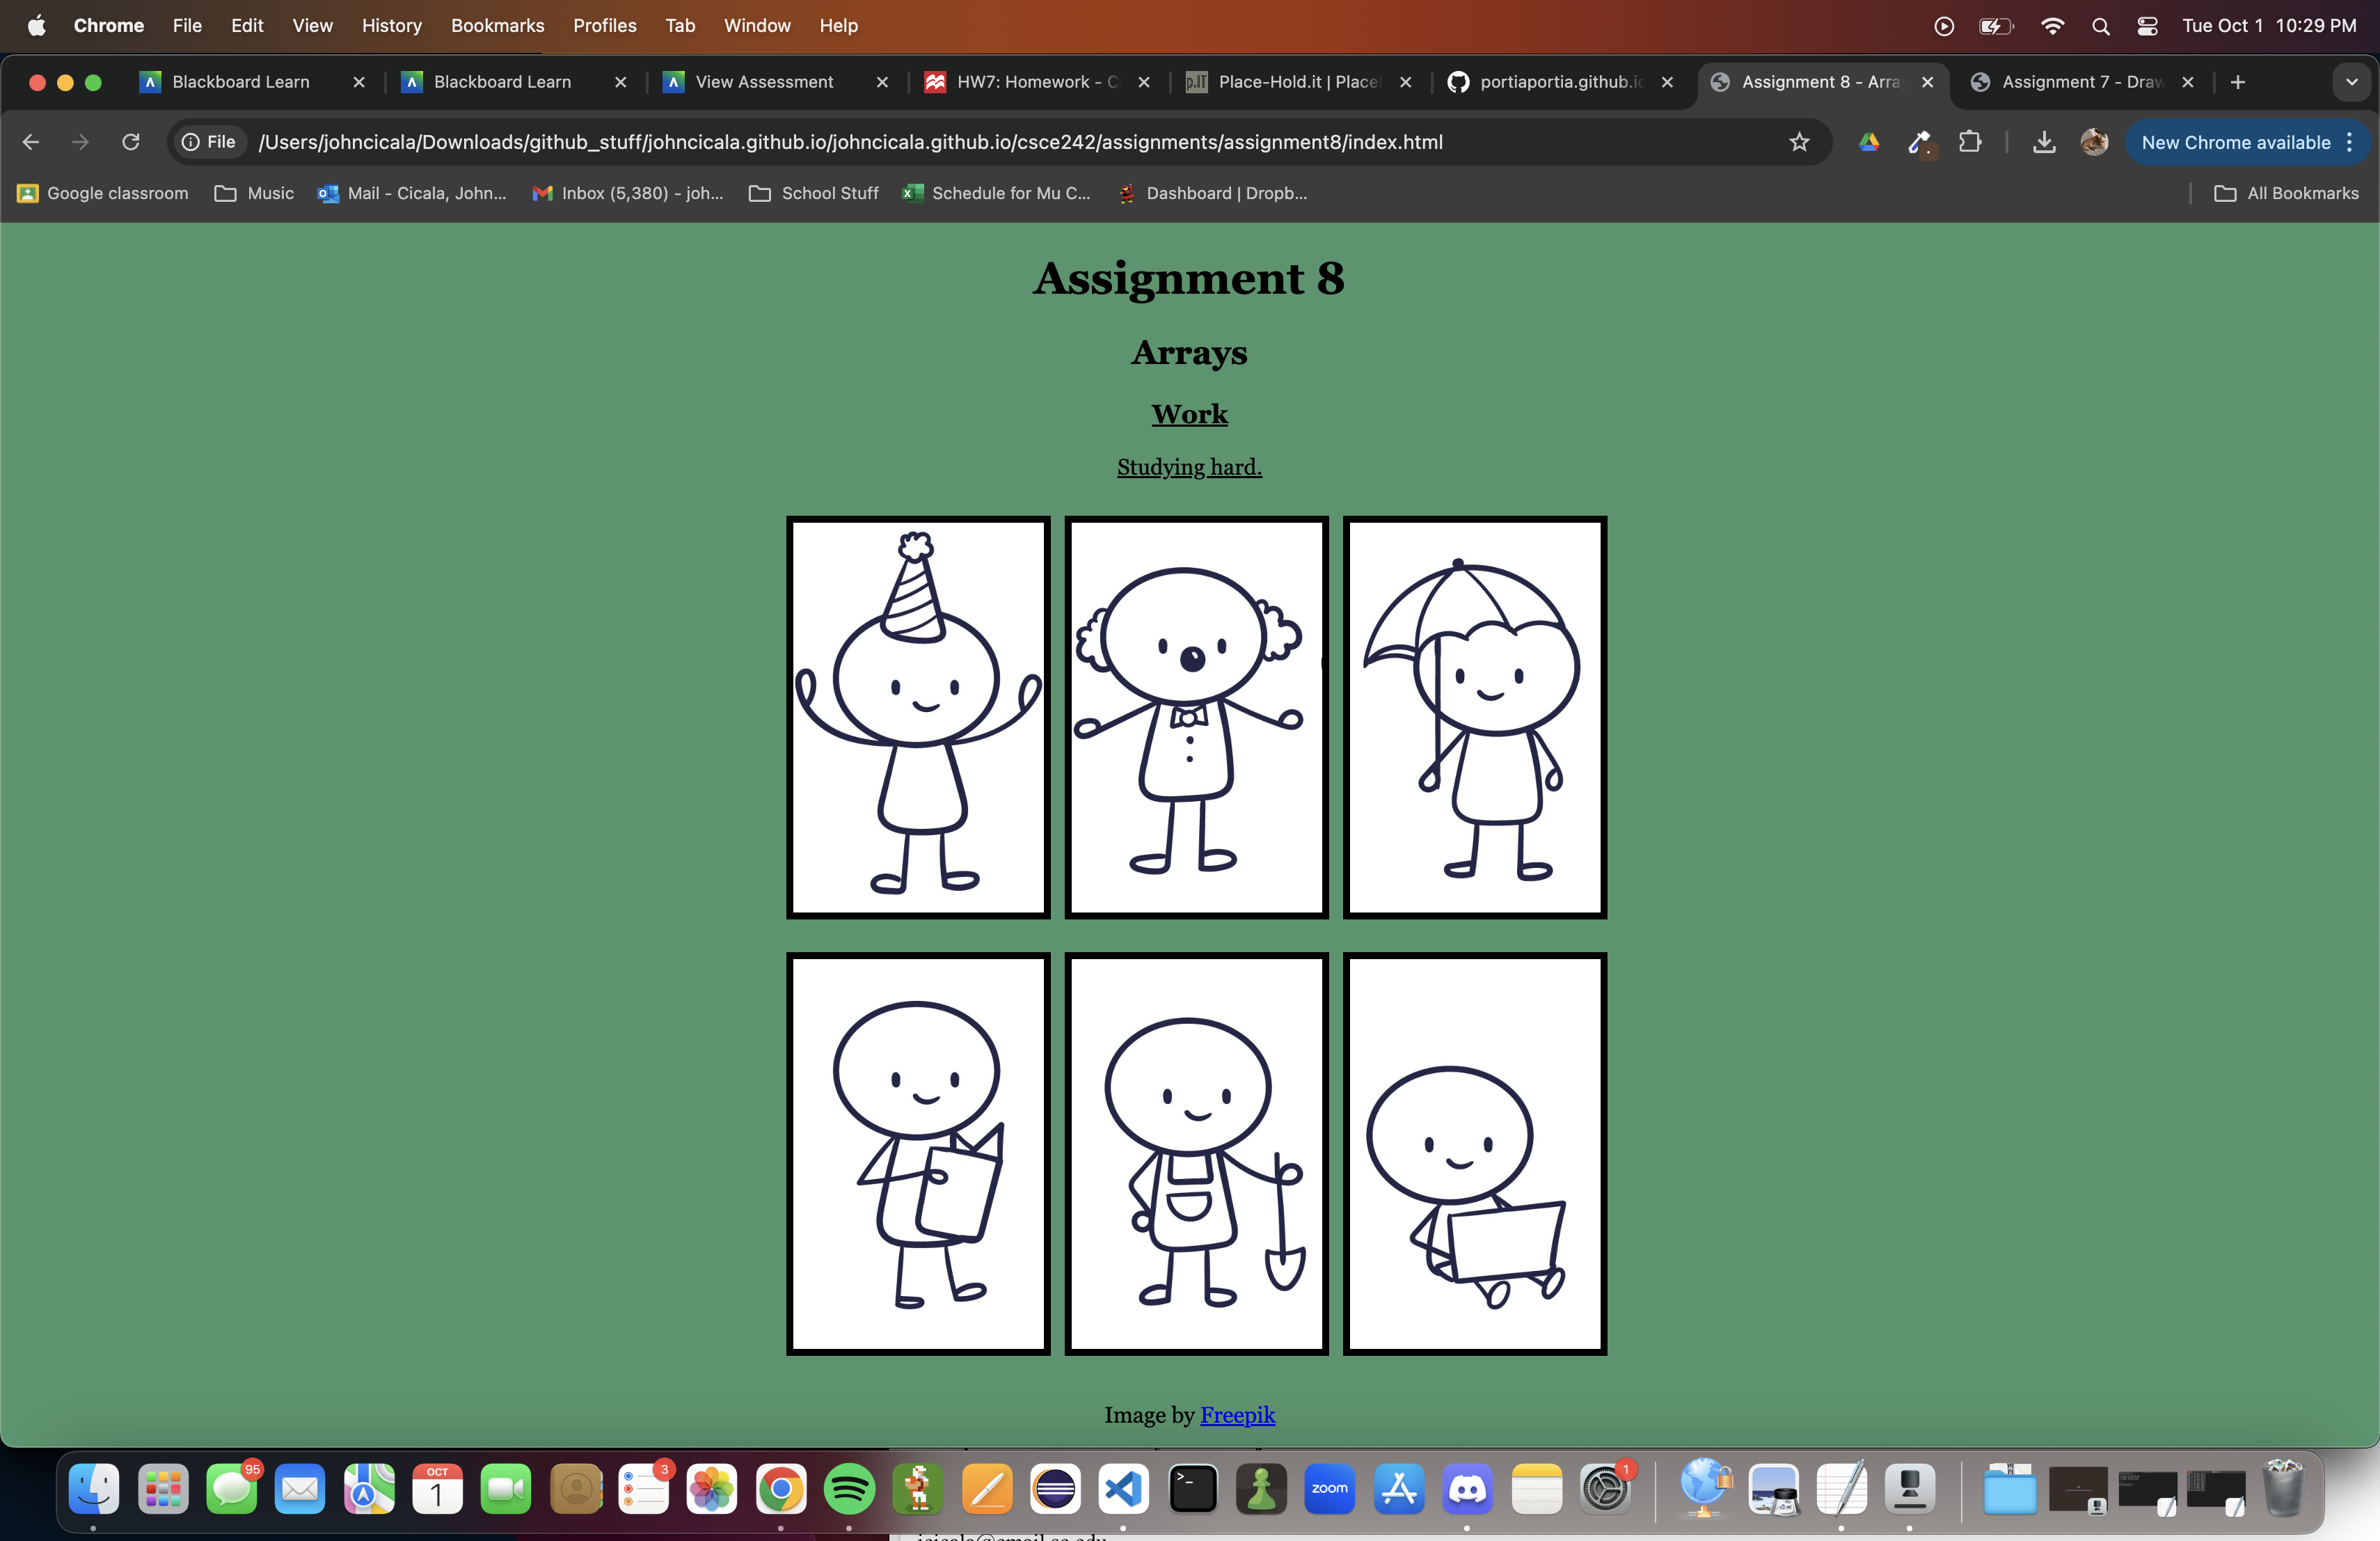 Chrome File Edit View History Bookmarks Profiles Tab Window Help Tue Oct 1 10:29 PM
Blackboard Learn Blackboard Learn View Assessment HW7: Homework - C Place-Hold.it | Place portiaportia.github.io Assignment 8 - Arra Assignment 7 - Draw
File /Users/johncicala/Downloads/github_stuff/johncicala.github.io/johncicala.github.io/csce242/assignments/assignment8/index.html New Chrome available
Google classroom Music Mail - Cicala, John... Inbox (5,380) - joh... School Stuff Schedule for Mu C... Dashboard | Dropb... All Bookmarks
Assignment 8
Arrays
Work
Studying hard.
Image by Freepik
95 OCT 1 3 zoom 1